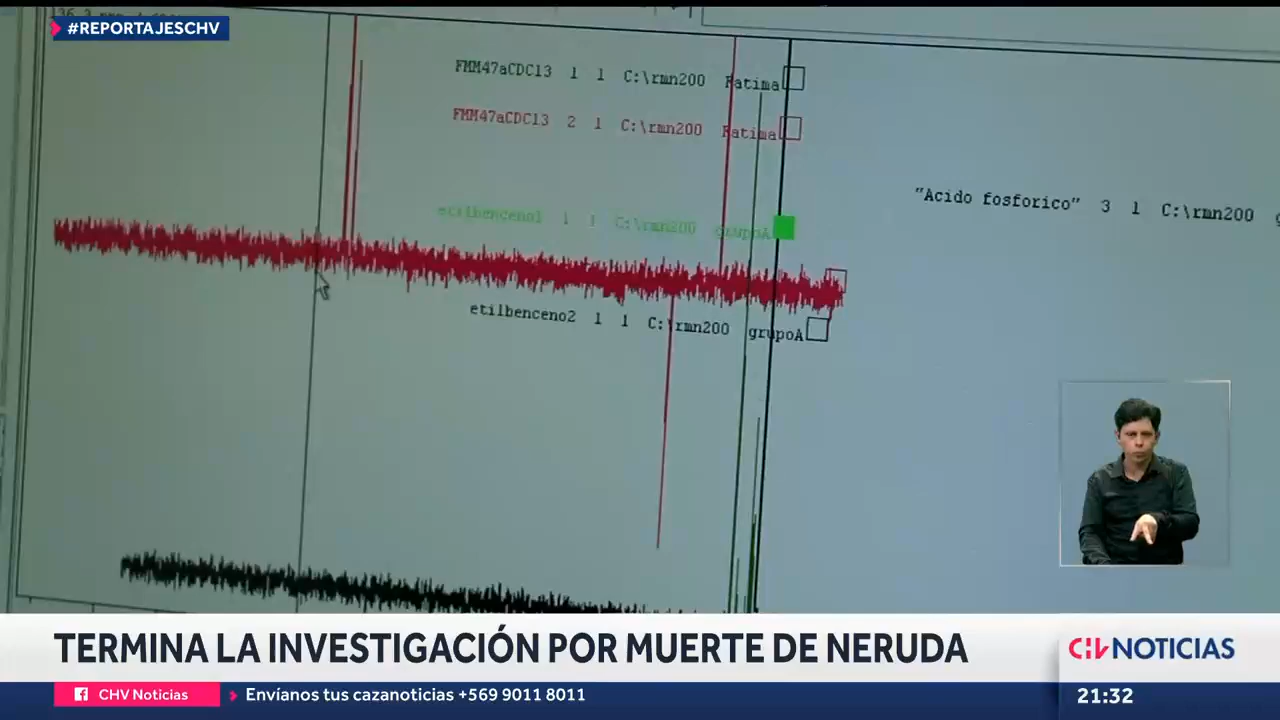 #REPORTAJESCHV
FMM47aCDC13 1 1 C:\rmn200 Fatima
FMM47aCDC13 2 1 C:\rmn200 Fatima
"Acido fosforico" 3 1 C:\rmn200
etilbenceno1 1 1 C:\rmn200 grupoA
etilbenceno2 1 1 C:\rmn200 grupoA
TERMINA LA INVESTIGACIÓN POR MUERTE DE NERUDA
CHV NOTICIAS
CHV Noticias
Envíanos tus cazanoticias +569 9011 8011
21:32